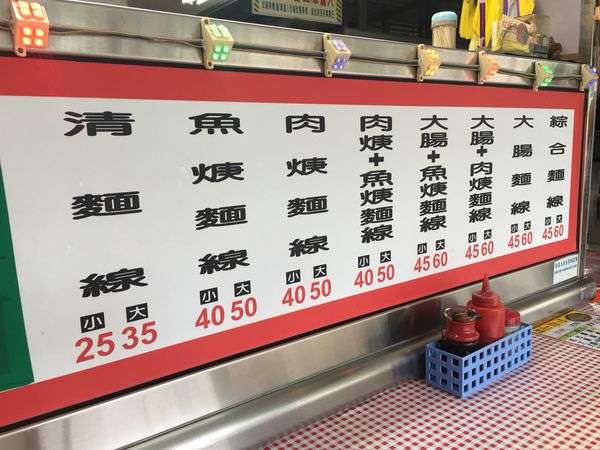 清麵線
小 大
25 35
魚焿麵線
小 大
40 50
肉焿麵線
小 大
40 50
肉焿+魚焿麵線
小 大
40 50
大腸+魚焿麵線
小 大
45 60
大腸+肉焿麵線
小 大
45 60
大腸麵線
小 大
45 60
綜合麵線
小 大
45 60